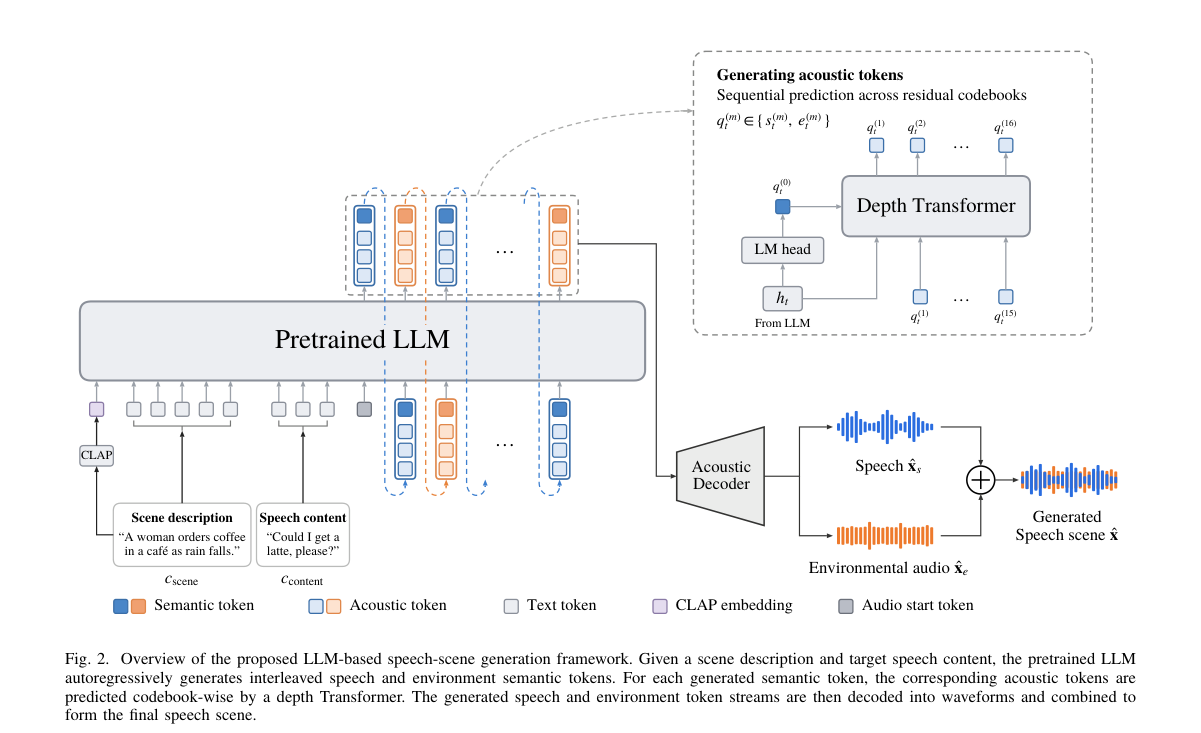 Generating acoustic tokens
Sequential prediction across residual codebooks
q_t^(m) ∈ { s_t^(m), e_t^(m) }
q_t^(1) q_t^(2) … q_t^(16)
q_t^(0)
Depth Transformer
LM head
h_t
From LLM
q_t^(1) … q_t^(15)
…
Pretrained LLM
…
CLAP
Scene description
“A woman orders coffee
in a café as rain falls.”
c_scene
Speech content
“Could I get a
latte, please?”
c_content
Acoustic
Decoder
Speech x̂_s
Environmental audio x̂_e
Generated
Speech scene x̂
Semantic token Acoustic token Text token CLAP embedding Audio start token
Fig. 2. Overview of the proposed LLM-based speech-scene generation framework. Given a scene description and target speech content, the pretrained LLM
autoregressively generates interleaved speech and environment semantic tokens. For each generated semantic token, the corresponding acoustic tokens are
predicted codebook-wise by a depth Transformer. The generated speech and environment token streams are then decoded into waveforms and combined to
form the final speech scene.